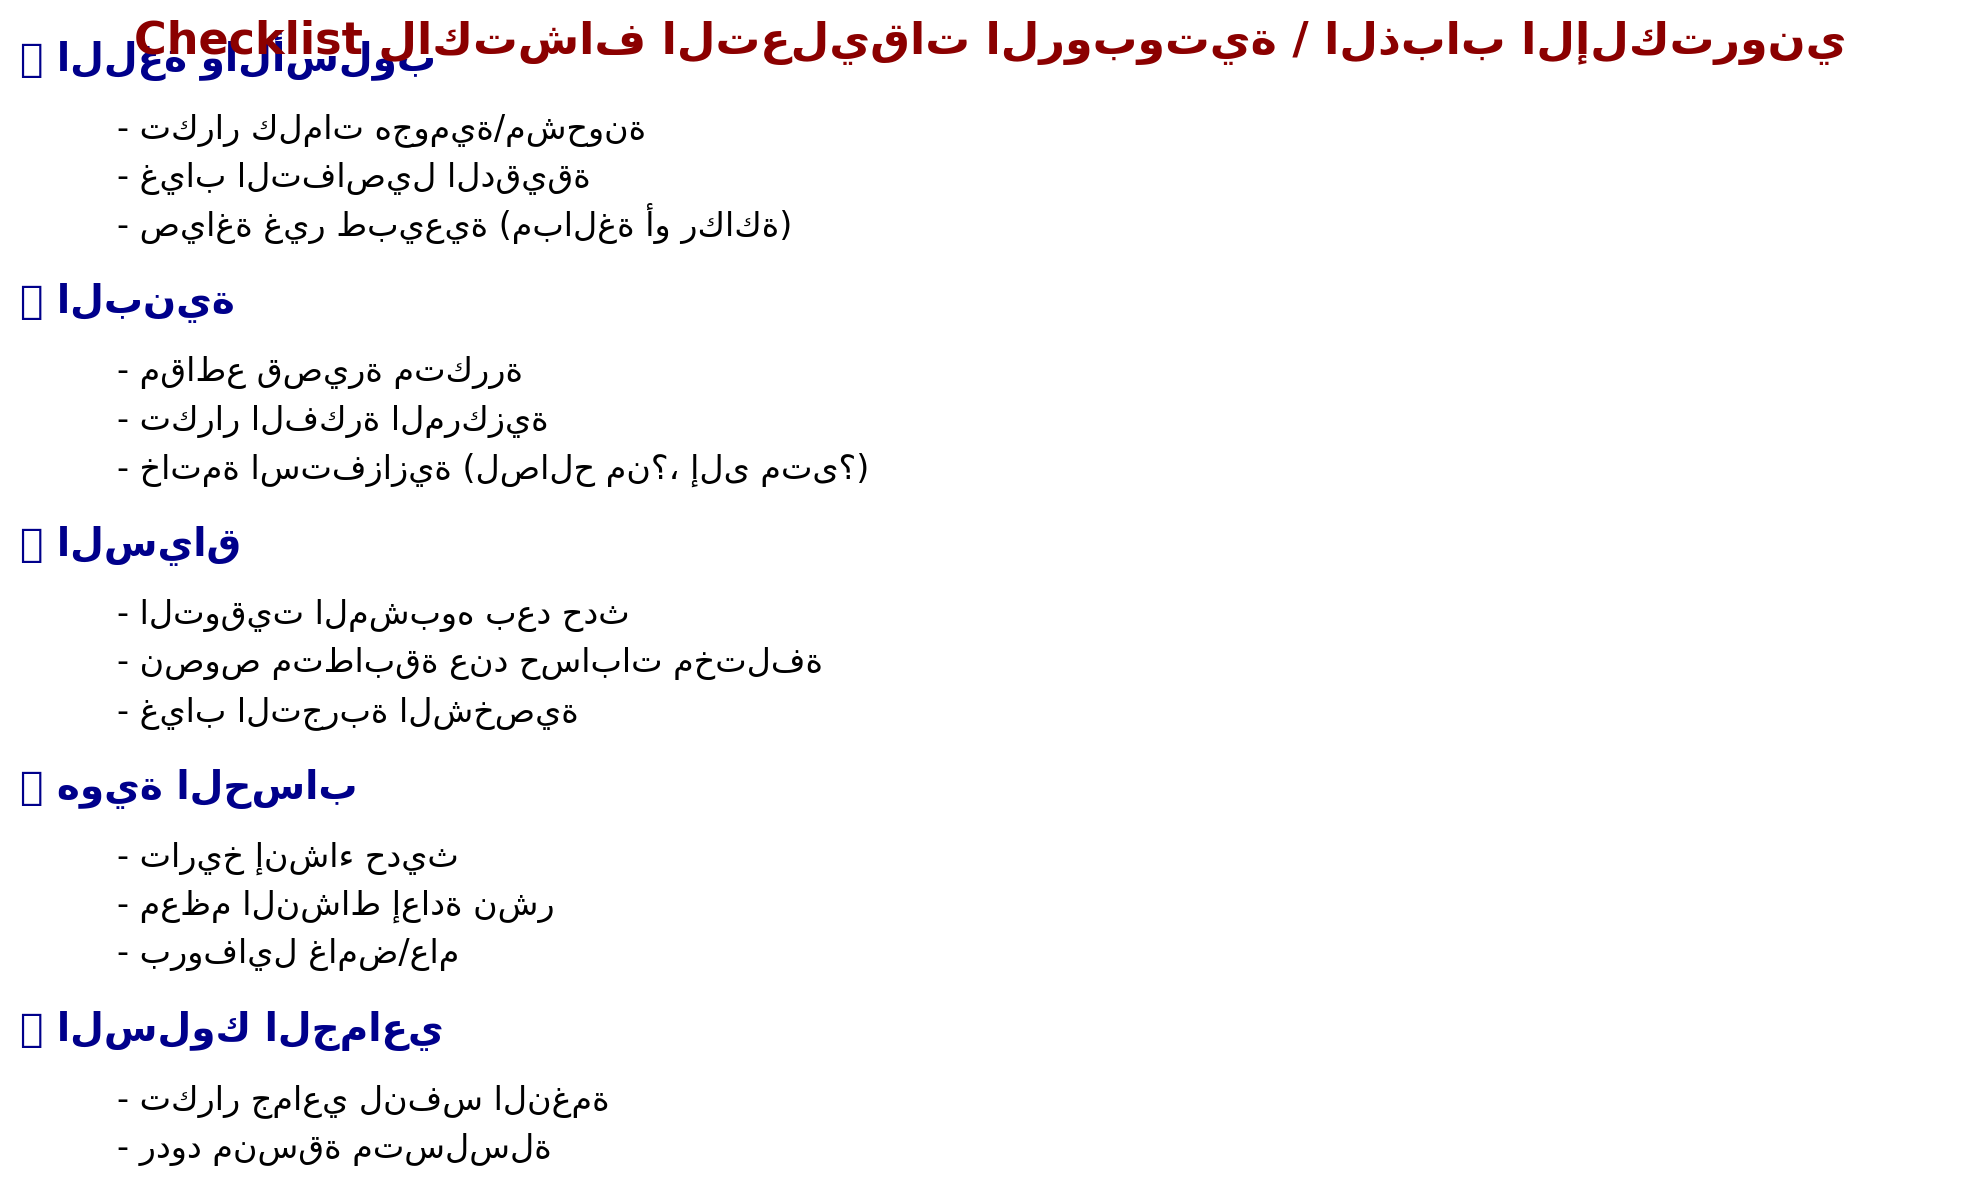 Checklist لاكتشاف التعليقات الروبوتية / الذباب الإلكتروني
▯ اللغة والأسلوب
- تكرار كلمات هجومية/مشحونة
- غياب التفاصيل الدقيقة
- صياغة غير طبيعية (مبالغة أو ركاكة)
▯ البنية
- مقاطع قصيرة متكررة
- تكرار الفكرة المركزية
- خاتمة استفزازية (لصالح من؟، إلى متى؟)
▯ السياق
- التوقيت المشبوه بعد حدث
- نصوص متطابقة عند حسابات مختلفة
- غياب التجربة الشخصية
▯ هوية الحساب
- تاريخ إنشاء حديث
- معظم النشاط إعادة نشر
- بروفايل غامض/عام
▯ السلوك الجماعي
- تكرار جماعي لنفس النغمة
- ردود منسقة متسلسلة